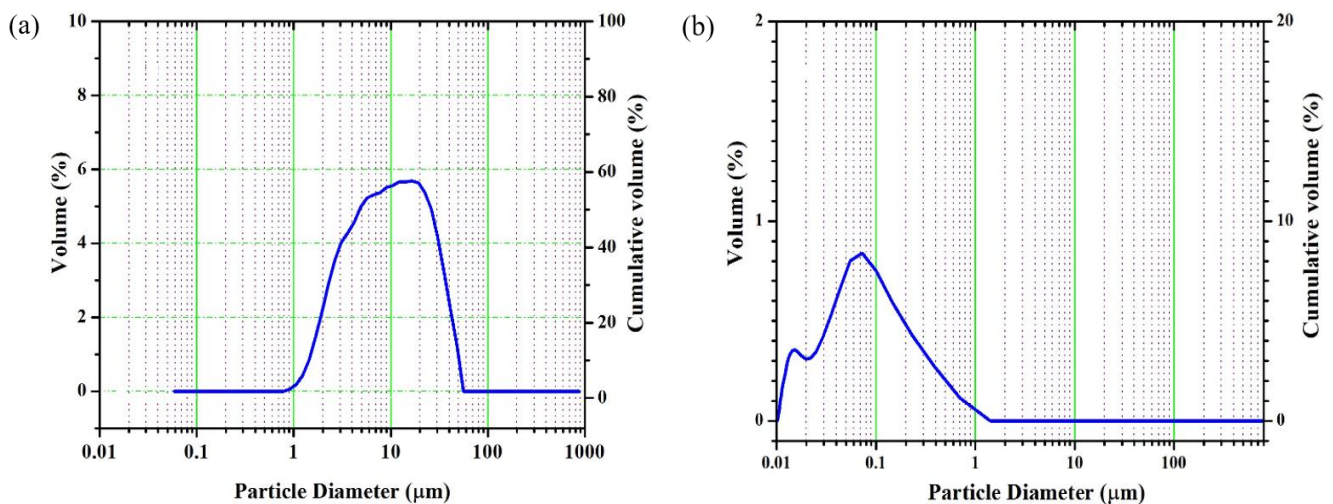 (a)
10
8
6
4
2
0
Volume (%)
100
80
60
40
20
0
Cumulative volume (%)
0.01 0.1 1 10 100 1000
Particle Diameter (μm)
(b)
2
1
0
Volume (%)
20
10
0
Cumulative volume (%)
0.01 0.1 1 10 100
Particle Diameter (μm)